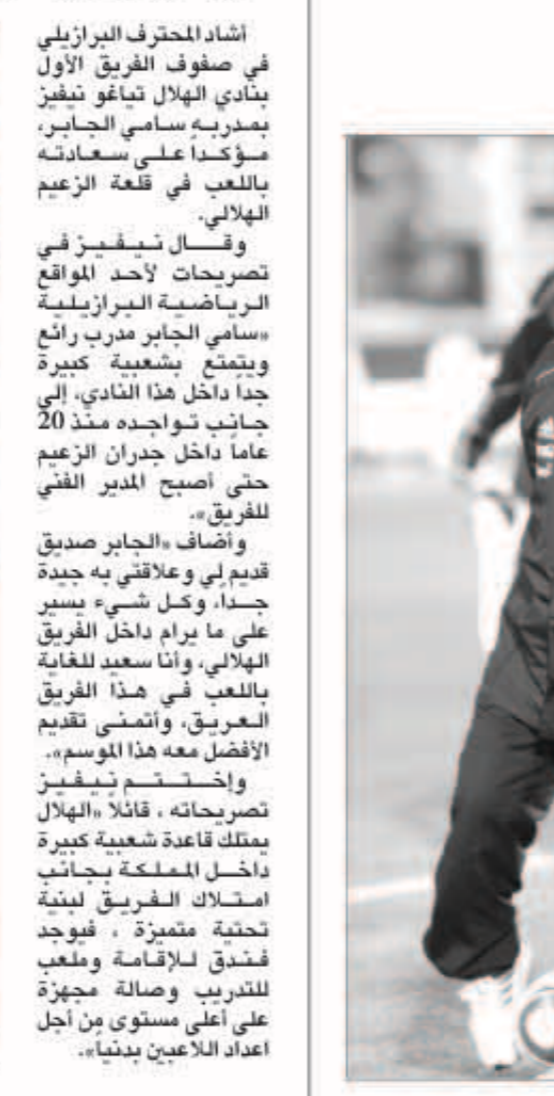 أشاد المحترف البرازيلي
في صفوف الفريق الأول
بنادي الهلال تياغو نيفيز
بمدربه سامي الجابر،
مؤكداً على سعادته
باللعب في قلعة الزعيم
الهلالي.
وقال نيفيز في
تصريحات لأحد المواقع
الرياضية البرازيلية
«سامي الجابر مدرب رائع
ويتمتع بشعبية كبيرة
جداً داخل هذا النادي، إلى
جانب تواجده منذ 20
عاماً داخل جدران الزعيم
حتى أصبح المدير الفني
للفريق».
وأضاف «الجابر صديق
قديم لي وعلاقتي به جيدة
جداً، وكل شيء يسير
على ما يرام داخل الفريق
الهلالي، وأنا سعيد للغاية
باللعب في هذا الفريق
العريق، وأتمنى تقديم
الأفضل معه هذا الموسم».
وإختتم نيفيز
تصريحاته ، قائلاً «الهلال
يمتلك قاعدة شعبية كبيرة
داخل المملكة بجانب
امتلاك الفريق لبنية
تحتية متميزة ، فيوجد
فندق للإقامة وملعب
للتدريب وصالة مجهزة
على أعلى مستوى من أجل
اعداد اللاعبين بدنياً».